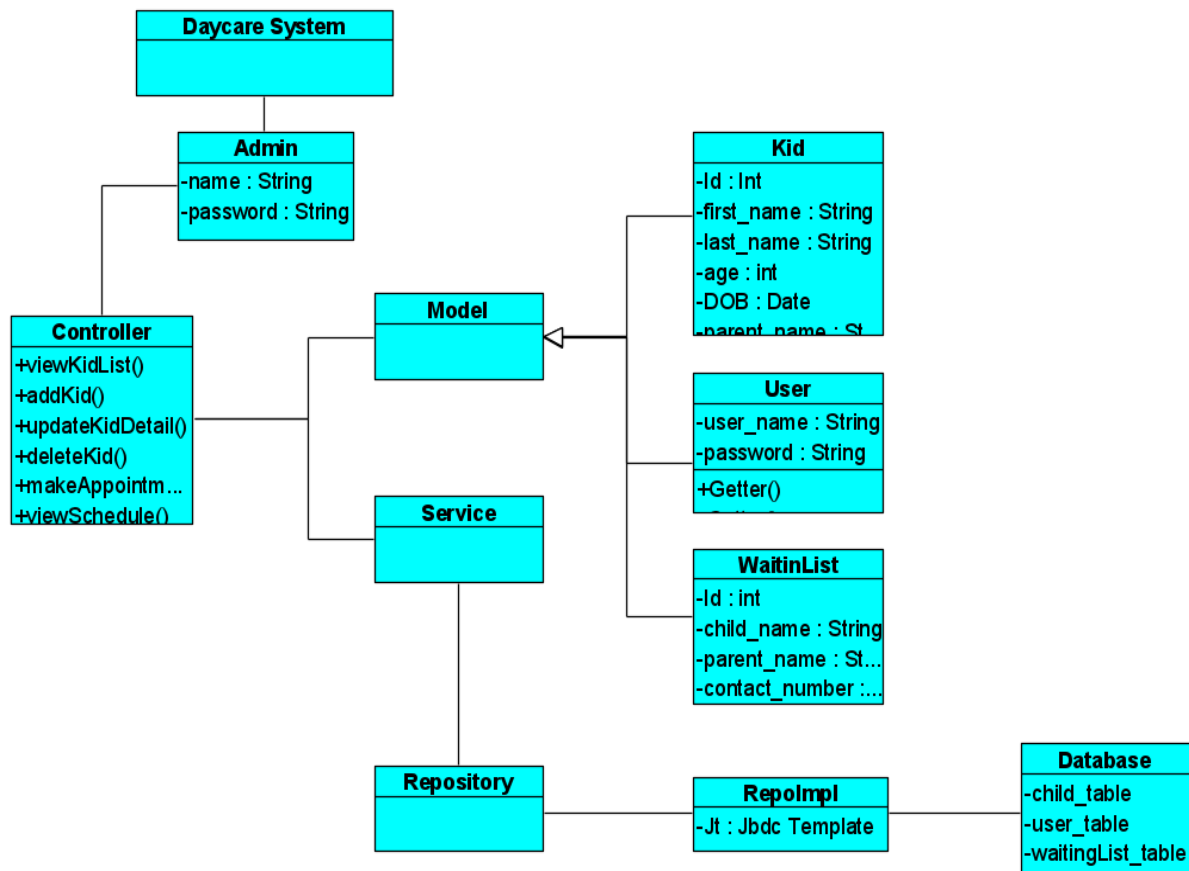 Daycare System
Admin
-name : String
-password : String
Controller
+viewKidList()
+addKid()
+updateKidDetail()
+deleteKid()
+makeAppointm...
+viewSchedule()
Model
Service
Kid
-Id : Int
-first_name : String
-last_name : String
-age : int
-DOB : Date
-parent_name : St...
User
-user_name : String
-password : String
+Getter()
WaitinList
-Id : int
-child_name : String
-parent_name : St...
-contact_number :...
Repository
RepoImpl
-Jt : Jbdc Template
Database
-child_table
-user_table
-waitingList_table